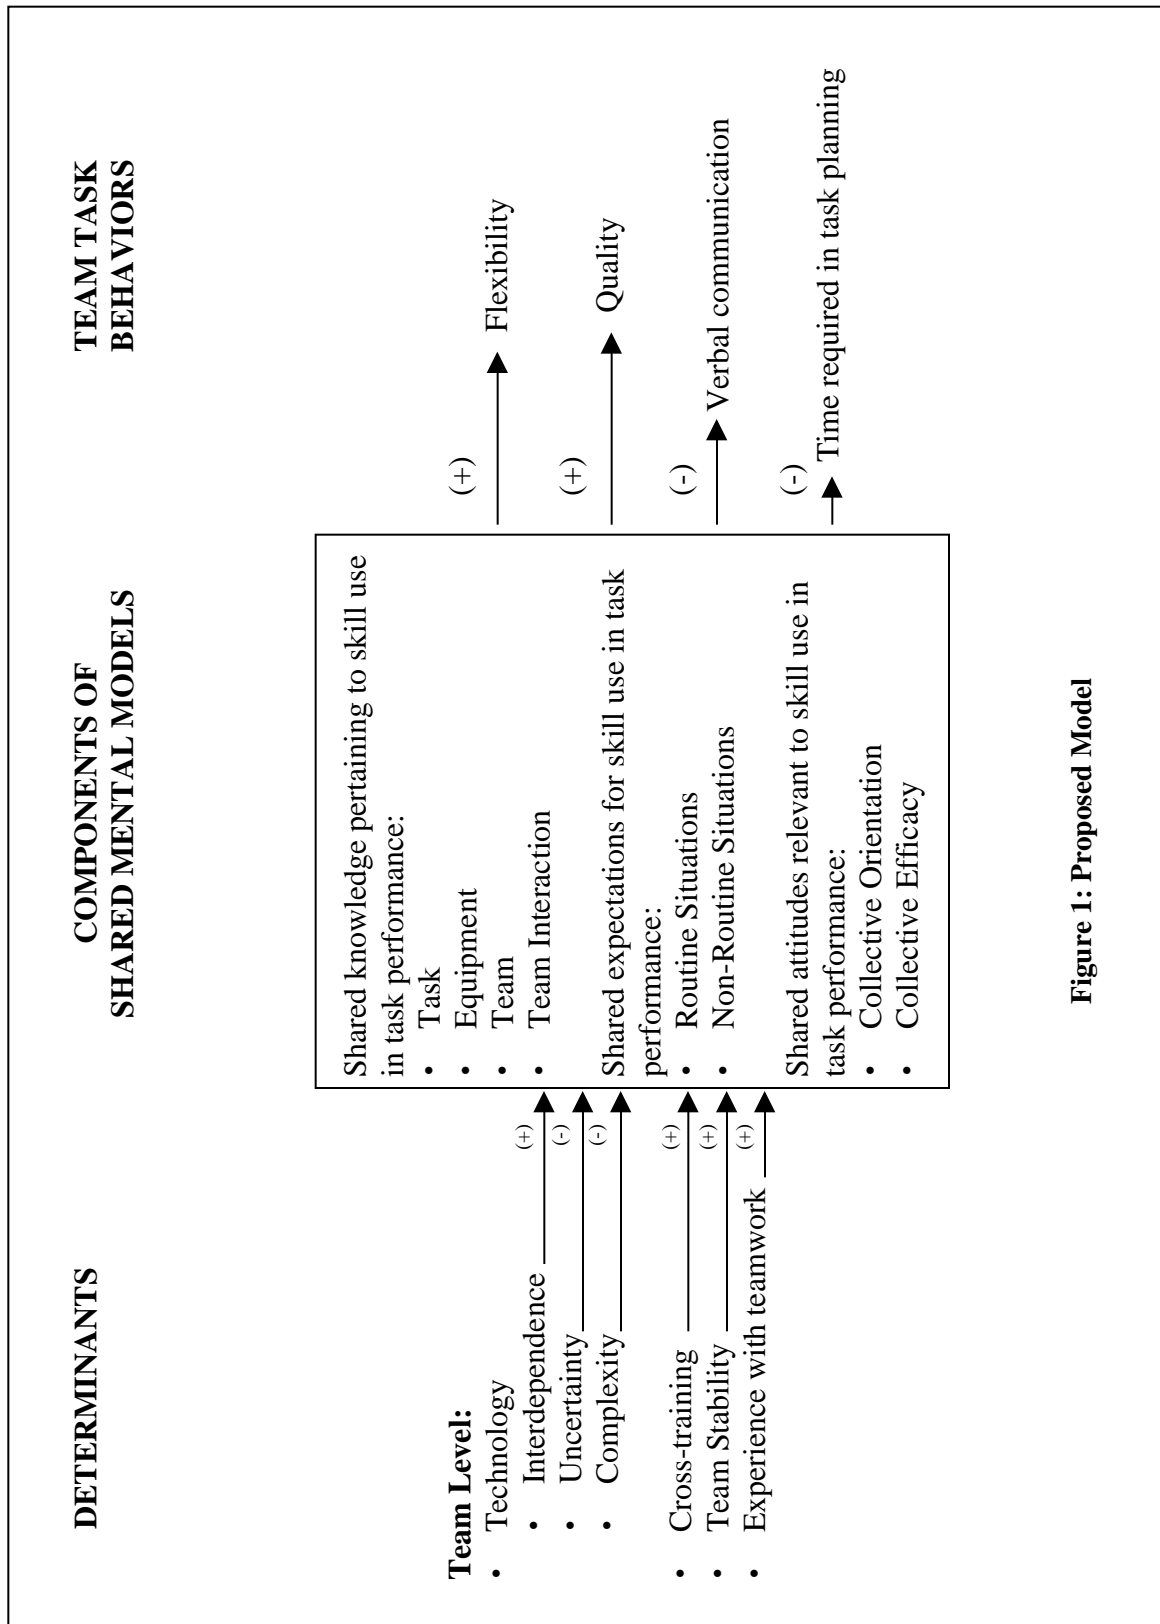 DETERMINANTS
COMPONENTS OF
SHARED MENTAL MODELS
TEAM TASK
BEHAVIORS
Team Level:
• Technology
• Interdependence
(+)
• Uncertainty
(-)
• Complexity
(-)
• Cross-training
(+)
• Team Stability
(+)
• Experience with teamwork
(+)
Shared knowledge pertaining to skill use
in task performance:
• Task
• Equipment
• Team
• Team Interaction
Shared expectations for skill use in task
performance:
• Routine Situations
• Non-Routine Situations
Shared attitudes relevant to skill use in
task performance:
• Collective Orientation
• Collective Efficacy
(+)
Flexibility
(+)
Quality
(-)
Verbal communication
(-)
Time required in task planning
Figure 1: Proposed Model